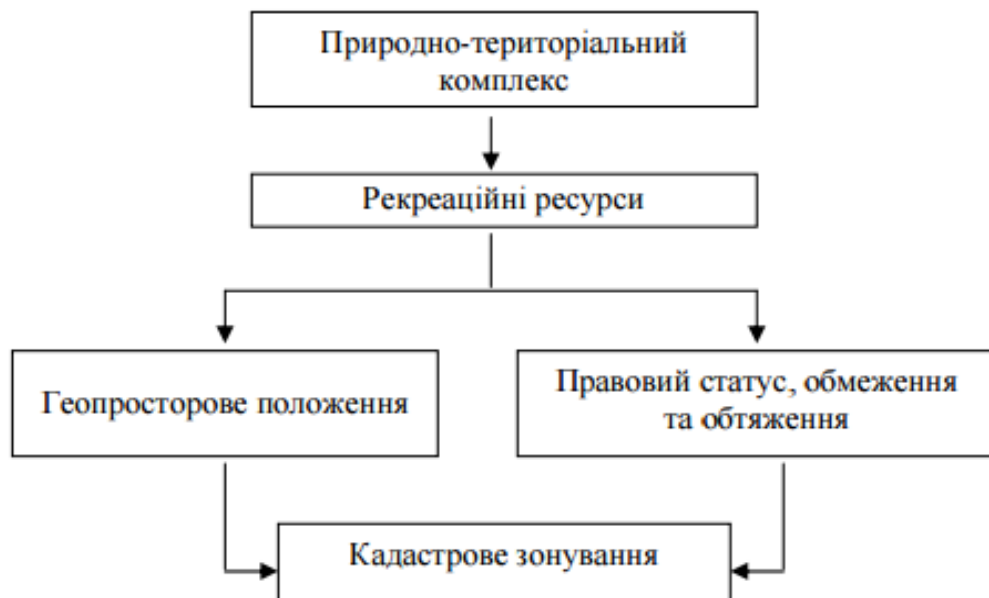 Природно-територіальний
комплекс
Рекреаційні ресурси
Геопросторове положення
Правовий статус, обмеження
та обтяження
Кадастрове зонування